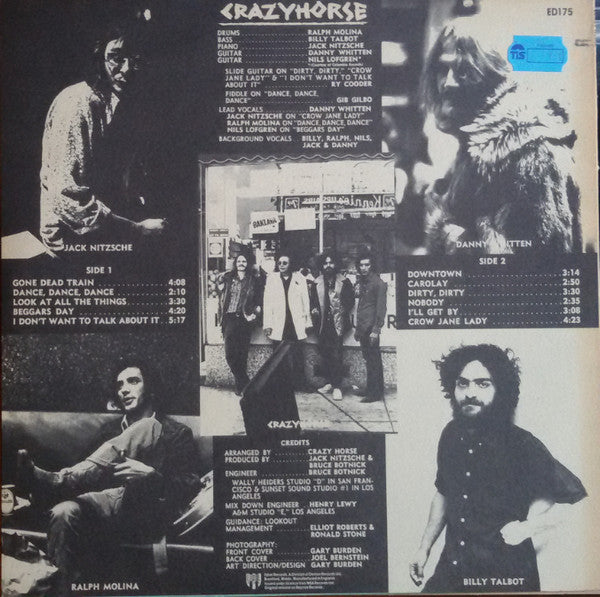 CRAZYHORSE
ED175
TIS
DRUMS RALPH MOLINA
BASS BILLY TALBOT
PIANO JACK NITZSCHE
GUITAR DANNY WHITTEN
GUITAR NILS LOFGREN*
* (Courtesy of Columbia Records)
SLIDE GUITAR ON "DIRTY, DIRTY," "CROW
JANE LADY" & "I DON'T WANT TO TALK
ABOUT IT" RY COODER
FIDDLE ON "DANCE, DANCE,
DANCE" GIB GILBO
LEAD VOCALS DANNY WHITTEN
JACK NITZSCHE ON "CROW JANE LADY"
RALPH MOLINA ON "DANCE, DANCE, DANCE"
NILS LOFGREN ON "BEGGARS DAY"
BACKGROUND VOCALS BILLY, RALPH, NILS,
JACK & DANNY
JACK NITZSCHE
DANNY WHITTEN
SIDE 1
GONE DEAD TRAIN 4:08
DANCE, DANCE, DANCE 2:10
LOOK AT ALL THE THINGS 3:30
BEGGARS DAY 4:20
I DON'T WANT TO TALK ABOUT IT 5:17
SIDE 2
DOWNTOWN 3:14
CAROLAY 2:50
DIRTY, DIRTY 3:30
NOBODY 2:35
I'LL GET BY 3:08
CROW JANE LADY 4:23
CRAZY
CREDITS
ARRANGED BY CRAZY HORSE
PRODUCED BY JACK NITZSCHE &
BRUCE BOTNICK
ENGINEER BRUCE BOTNICK
WALLY HEIDERS STUDIO "D" IN SAN FRAN-
CISCO & SUNSET SOUND STUDIO #1 IN LOS
ANGELES
MIX DOWN ENGINEER HENRY LEWY
A&M STUDIO "E," LOS ANGELES
GUIDANCE: LOOKOUT
MANAGEMENT ELLIOT ROBERTS &
RONALD STONE
PHOTOGRAPHY:
FRONT COVER GARY BURDEN
BACK COVER JOEL BERNSTEIN
ART DIRECTION/DESIGN GARY BURDEN
RALPH MOLINA
BILLY TALBOT